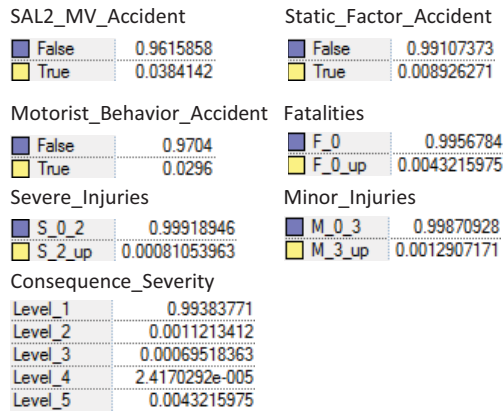 SAL2_MV_Accident
False 0.9615858
True 0.0384142
Static_Factor_Accident
False 0.99107373
True 0.008926271
Motorist_Behavior_Accident
False 0.9704
True 0.0296
Fatalities
F_0 0.9956784
F_0_up 0.0043215975
Severe_Injuries
S_0_2 0.99918946
S_2_up 0.00081053963
Minor_Injuries
M_0_3 0.99870928
M_3_up 0.0012907171
Consequence_Severity
Level_1 0.99383771
Level_2 0.0011213412
Level_3 0.00069518363
Level_4 2.4170292e-005
Level_5 0.0043215975